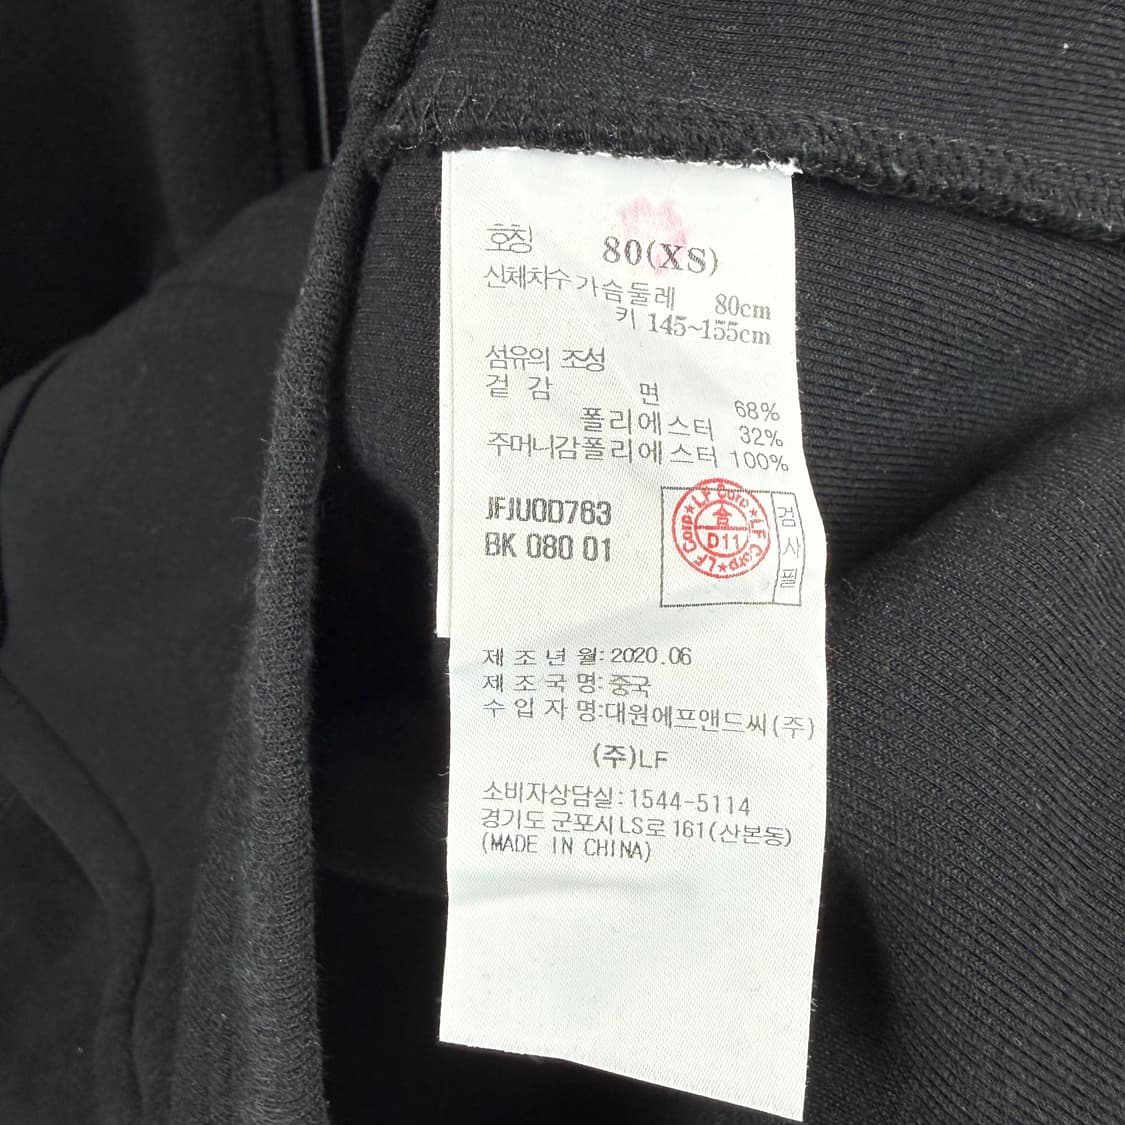 호칭 80(XS)
신체치수 가슴둘레 80cm
키 145~155cm
섬유의 조성
겉 감 면 68%
폴리에스터 32%
주머니감 폴리에스터 100%
JFJU0D763
BK 080 01
LF Corp★LF Corp★LF Corp★
合
D11
검사필
제 조 년 월: 2020.06
제 조 국 명: 중국
수 입 자 명:대원에프앤드씨(주)
(주)LF
소비자상담실:1544-5114
경기도 군포시 LS로 161(산본동)
(MADE IN CHINA)